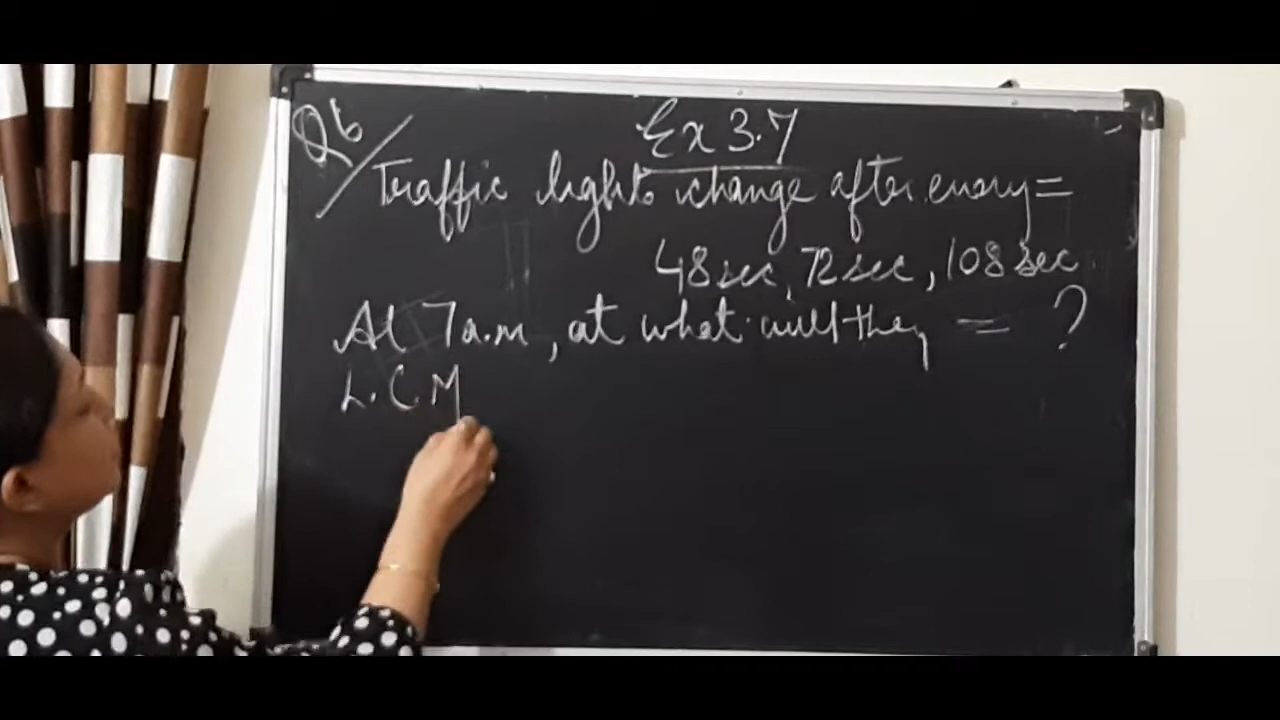 Ex 3.7
Q6/ Traffic lights change after every =
48 sec, 72 sec, 108 sec
At 7 a.m, at what will they = ?
L.C.M